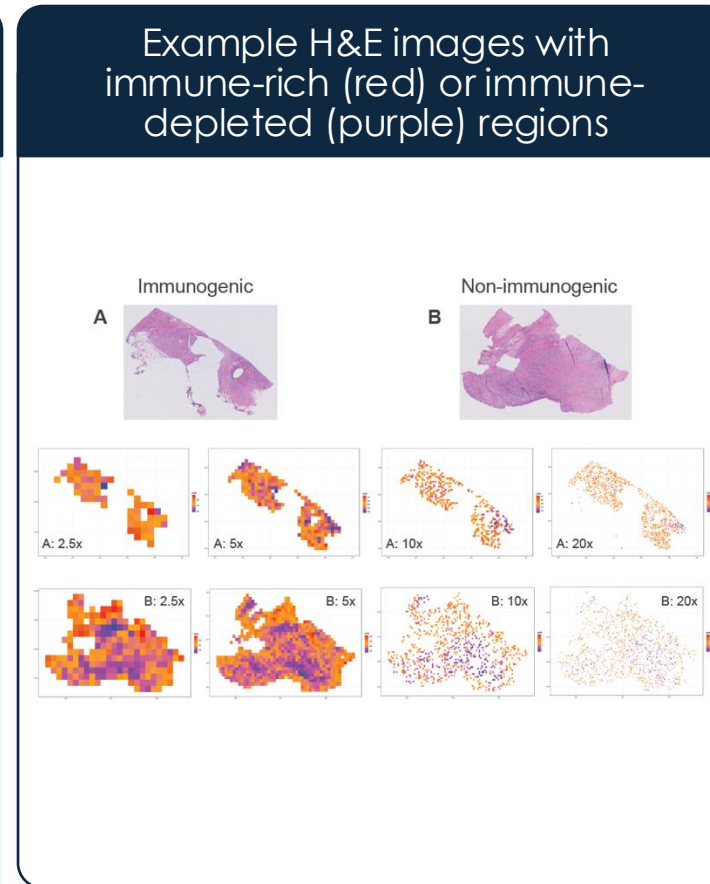 Example H&E images with
immune-rich (red) or immune-
depleted (purple) regions
Immunogenic
Non-immunogenic
A
B
A: 2.5x
A: 5x
A: 10x
A: 20x
B: 2.5x
B: 5x
B: 10x
B: 20x